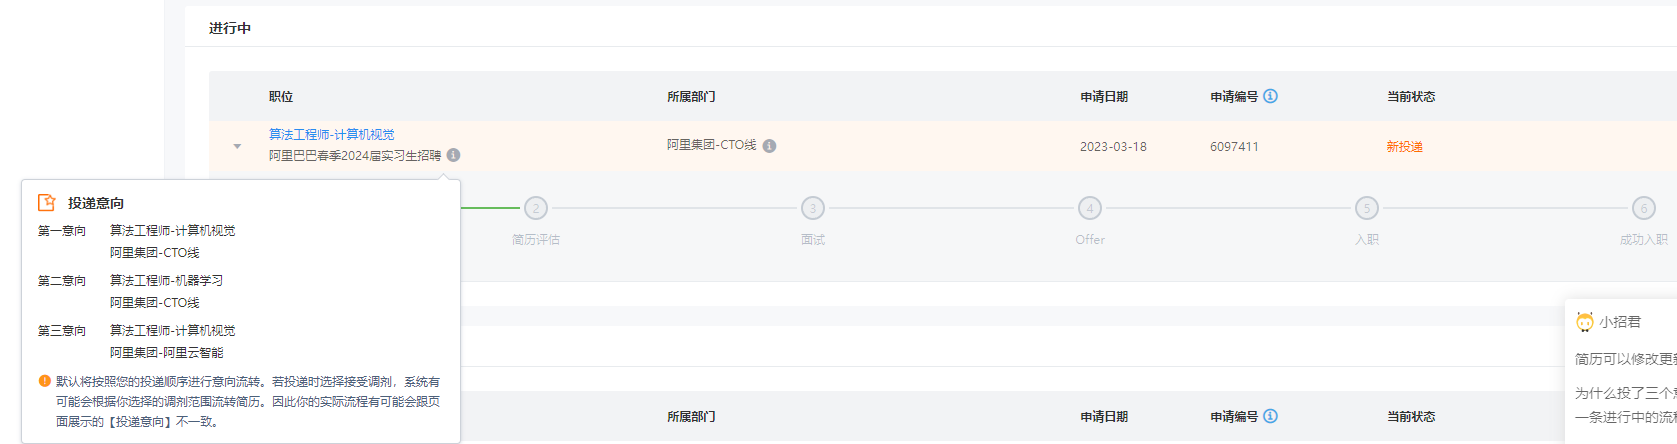 进行中
职位 所属部门 申请日期 申请编号 当前状态
算法工程师-计算机视觉
阿里巴巴春季2024届实习生招聘 阿里集团-CTO线 2023-03-18 6097411 新投递
投递意向
第一意向 算法工程师-计算机视觉
阿里集团-CTO线
第二意向 算法工程师-机器学习
阿里集团-CTO线
第三意向 算法工程师-计算机视觉
阿里集团-阿里云智能
默认将按照您的投递顺序进行意向流转。若投递时选择接受调剂，系统有
可能会根据你选择的调剂范围流转简历。因此你的实际流程有可能会跟页
面展示的【投递意向】不一致。
2 3 4 5 6
简历评估 面试 Offer 入职 成功入职
小招君
简历可以修改更
为什么投了三个
一条进行中的流
所属部门 申请日期 申请编号 当前状态